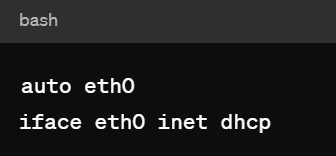 bash
auto eth0
iface eth0 inet dhcp